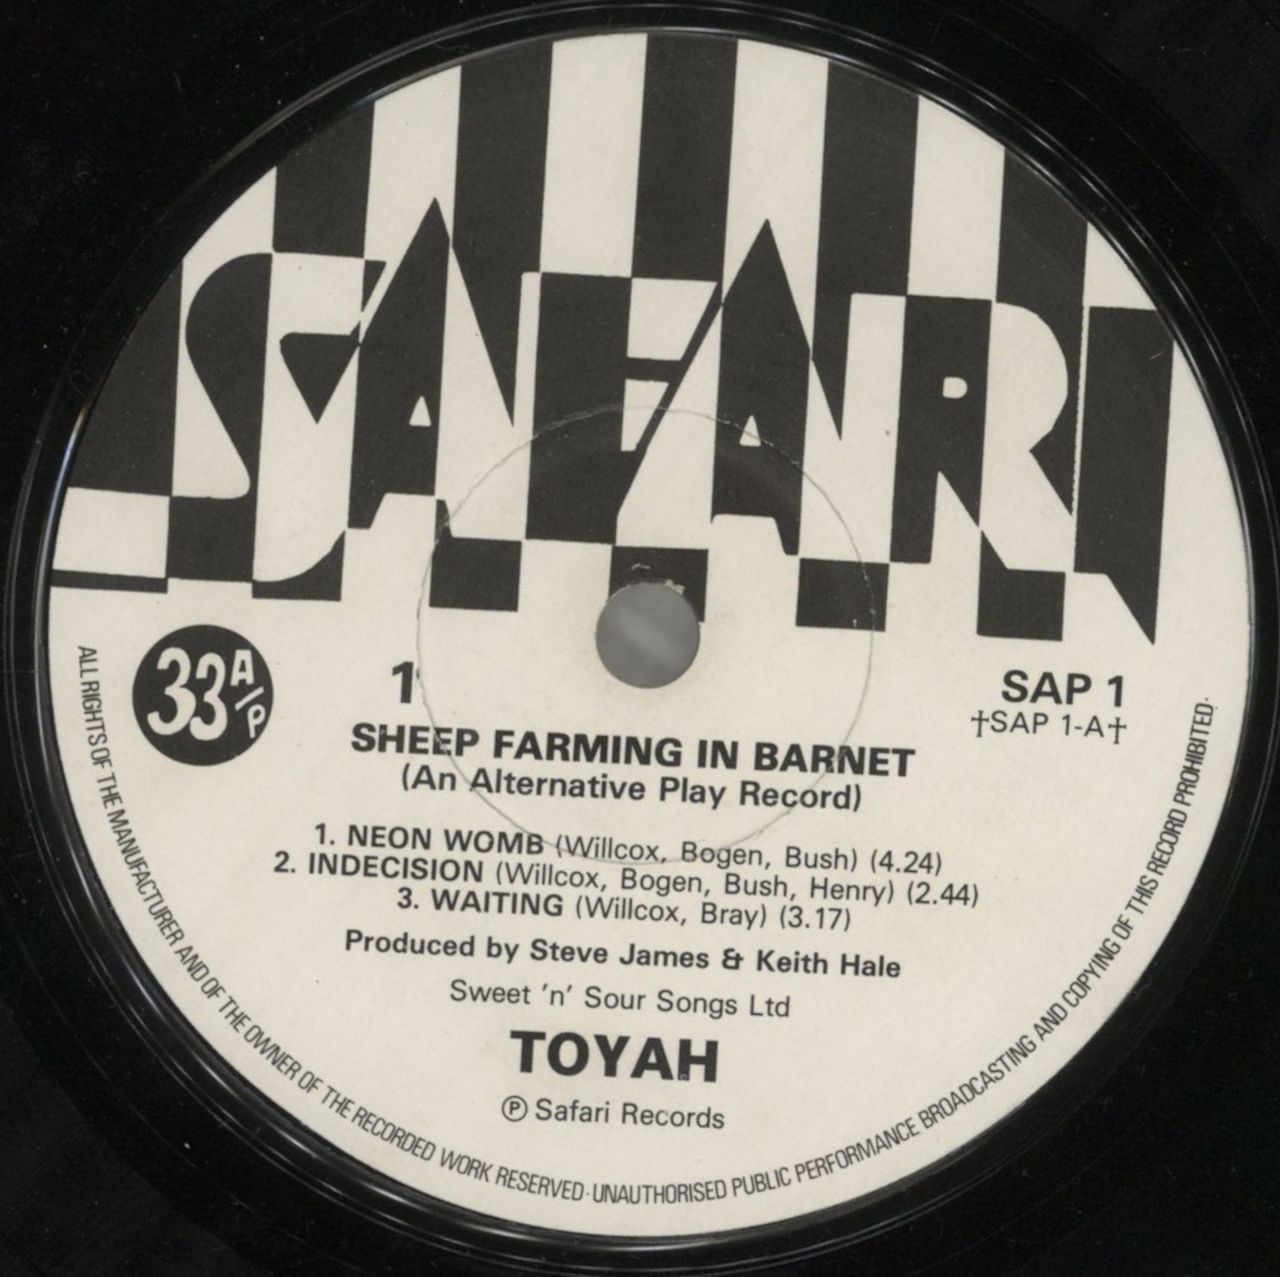 SAFARI
33 A/P
1
SAP 1
†SAP 1-A†
SHEEP FARMING IN BARNET
(An Alternative Play Record)
1. NEON WOMB (Willcox, Bogen, Bush) (4.24)
2. INDECISION (Willcox, Bogen, Bush, Henry) (2.44)
3. WAITING (Willcox, Bray) (3.17)
Produced by Steve James & Keith Hale
Sweet 'n' Sour Songs Ltd
TOYAH
℗ Safari Records
ALL RIGHTS OF THE MANUFACTURER AND OF THE OWNER OF THE RECORDED WORK RESERVED·UNAUTHORISED PUBLIC PERFORMANCE BROADCASTING AND COPYING OF THIS RECORD PROHIBITED·